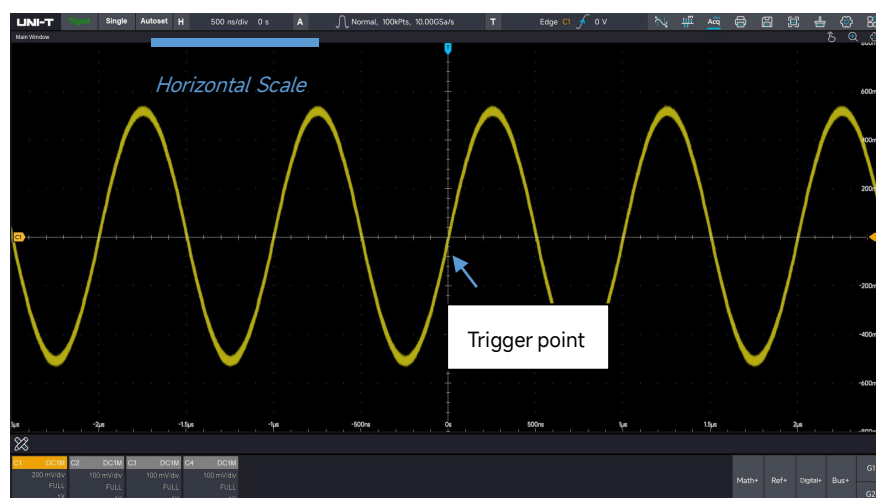 UNI-T Trig'd Single Autoset H 500 ns/div 0 s A Normal, 100kPts, 10.00GSa/s T Edge C1 0 V Acq
Main Window
T
Horizontal Scale
600m
400m
200m
C1
-200m
-400m
-600m
Trigger point
-2μs -1.5μs -1μs -500ns 0s 500ns 1μs 1.5μs 2μs
C1 DC1M C2 DC1M C3 DC1M C4 DC1M
200 mV/div 100 mV/div 100 mV/div 100 mV/div
FULL FULL FULL FULL
1X
Math+ Ref+ Digital+ Bus+
G1
G2